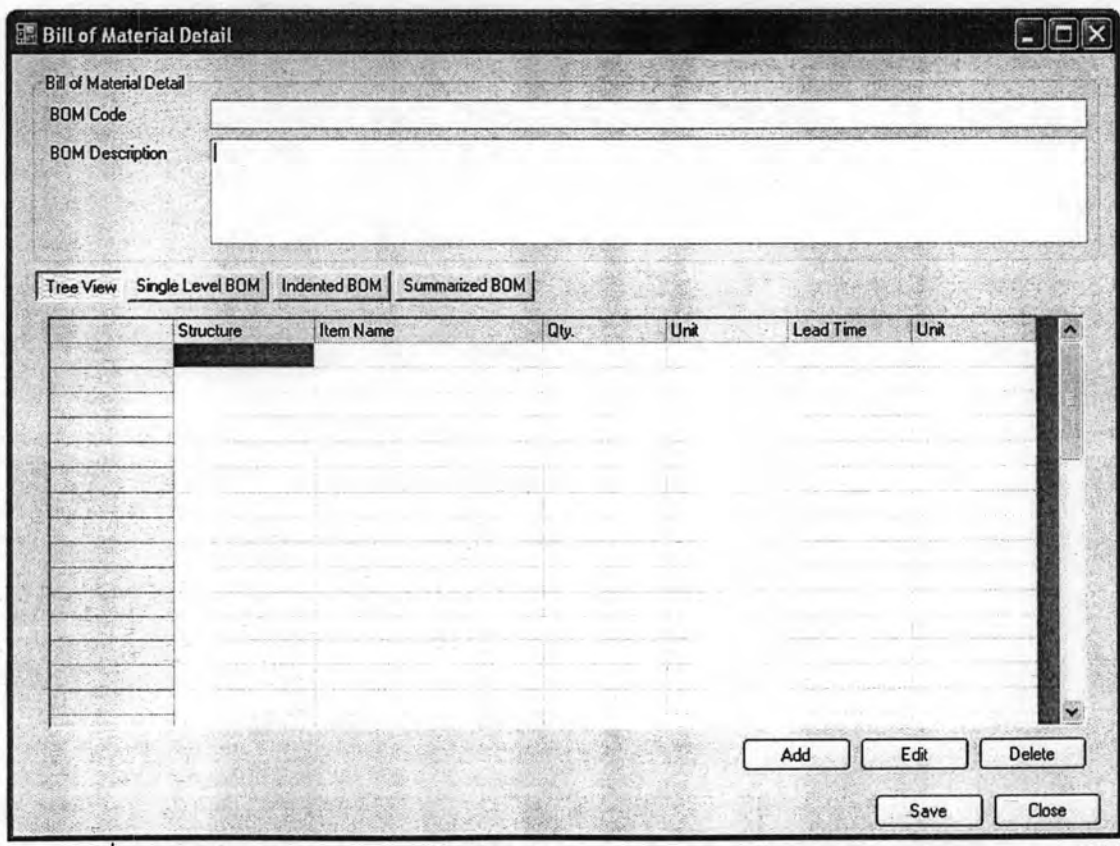 Bill of Material Detail
Bill of Material Detail
BOM Code
BOM Description
Tree View Single Level BOM Indented BOM Summarized BOM
Structure Item Name Qty. Unit Lead Time Unit
Add Edit Delete
Save Close